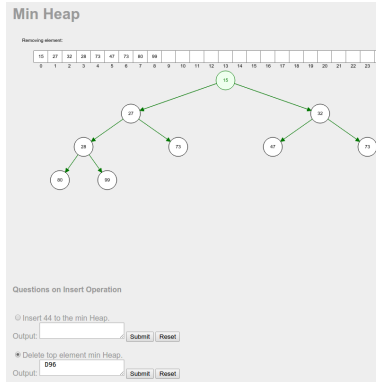 Min Heap
Removing element:
15 27 32 28 73 47 73 80 99
0 1 2 3 4 5 6 7 8 9 10 11 12 13 14 15 16 17 18 19 20 21 22 23
15
27 32
28 73 47 73
80 99
Questions on Insert Operation
Insert 44 to the min Heap.
Output: Submit Reset
Delete top element min Heap.
D96
Output: Submit Reset